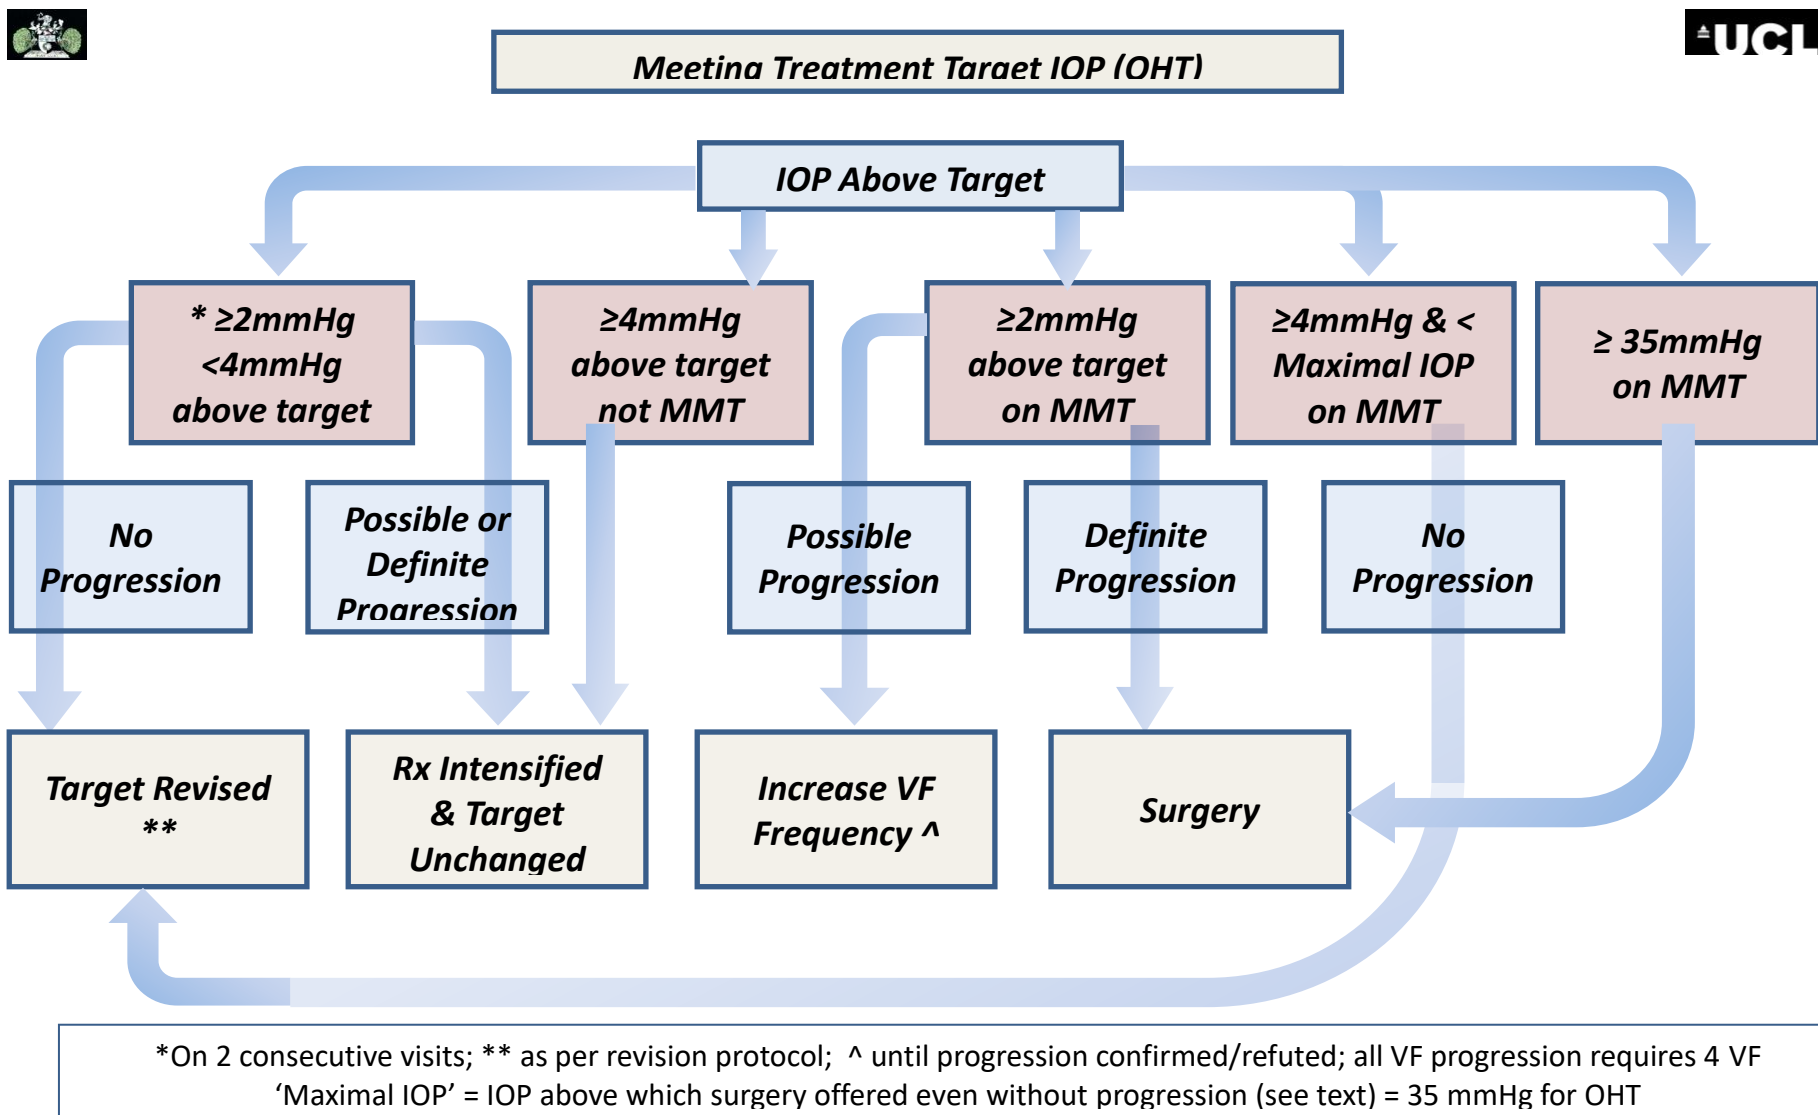 UCL
Meeting Treatment Target IOP (OHT)
IOP Above Target
* ≥2mmHg
<4mmHg
above target
≥4mmHg
above target
not MMT
≥2mmHg
above target
on MMT
≥4mmHg & <
Maximal IOP
on MMT
≥ 35mmHg
on MMT
No
Progression
Possible or
Definite
Progression
Possible
Progression
Definite
Progression
No
Progression
Target Revised
**
Rx Intensified
& Target
Unchanged
Increase VF
Frequency ^
Surgery
*On 2 consecutive visits; ** as per revision protocol; ^ until progression confirmed/refuted; all VF progression requires 4 VF
‘Maximal IOP’ = IOP above which surgery offered even without progression (see text) = 35 mmHg for OHT